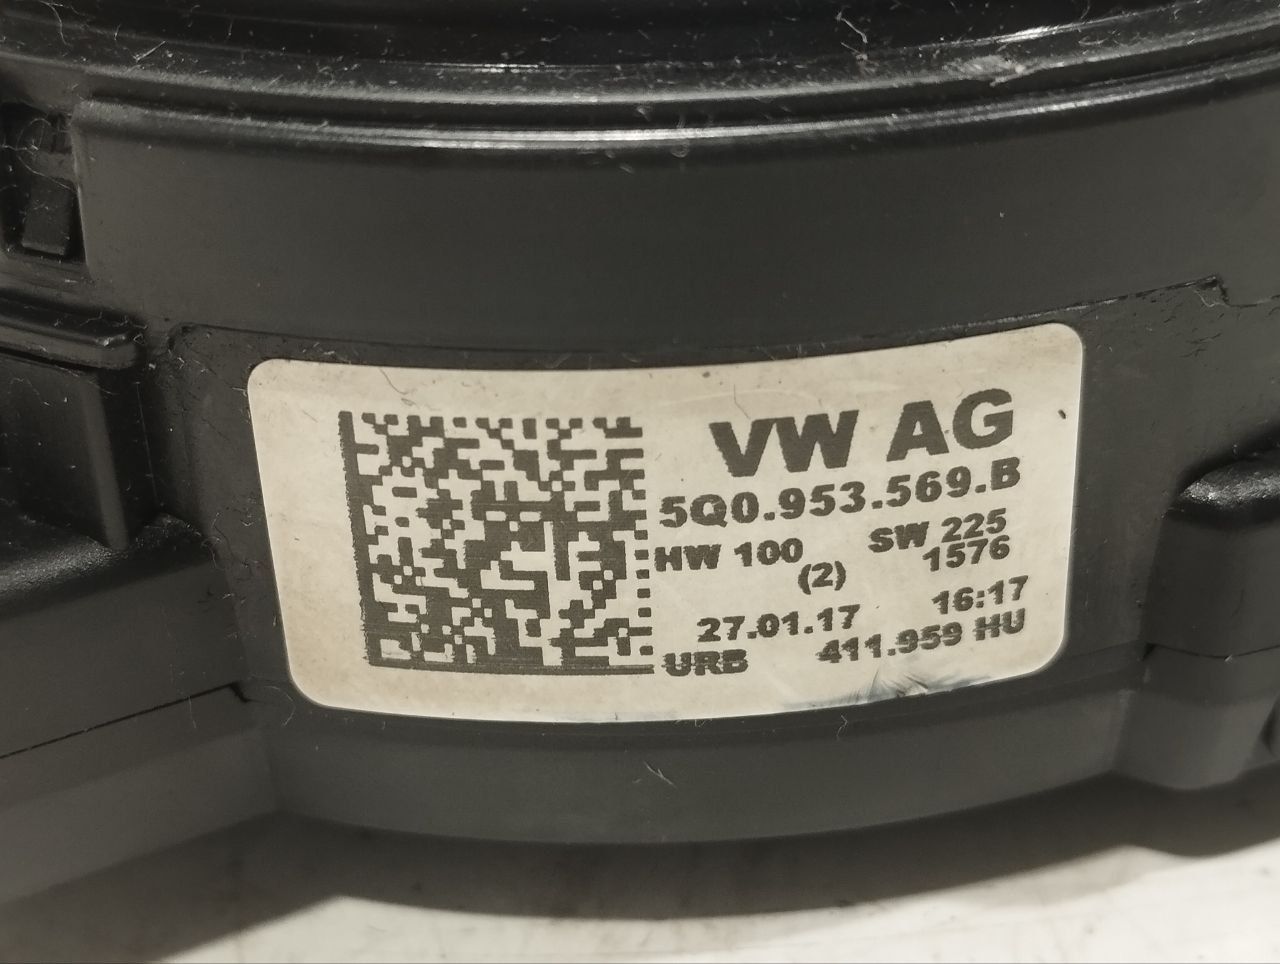 VW AG
5Q0.953.569.B
HW 100 SW 225
(2) 1576
27.01.17 16:17
URB 411.959 HU